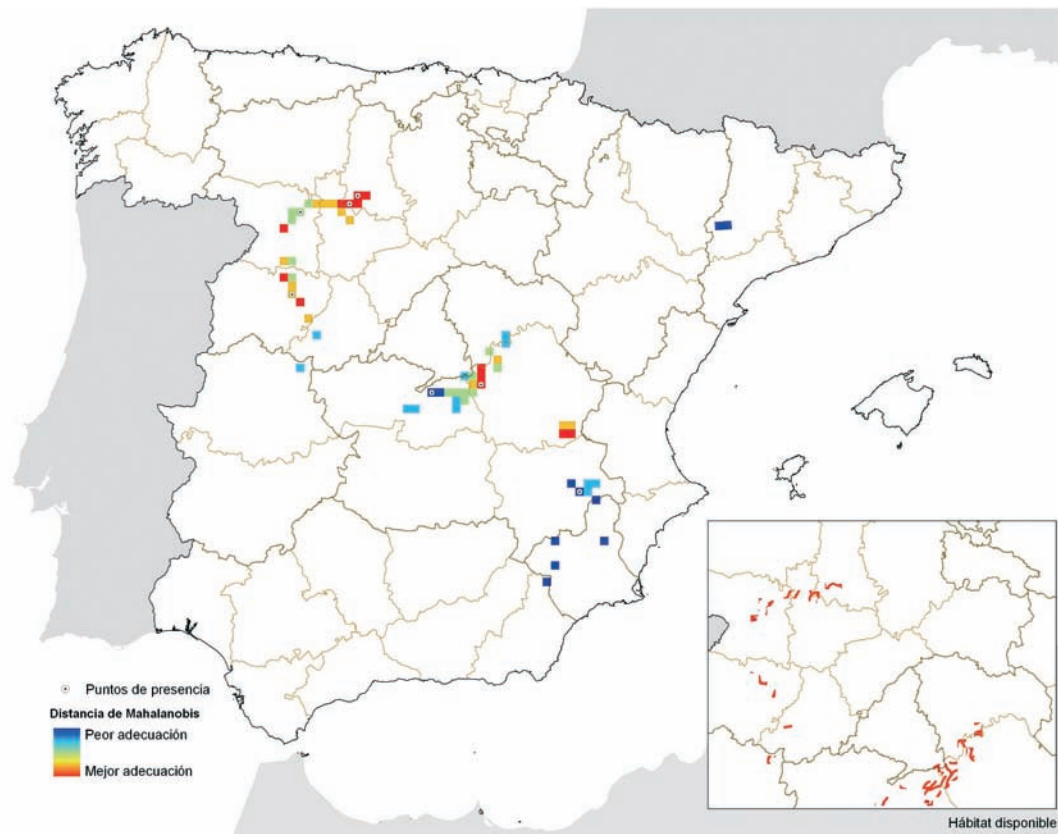 Puntos de presencia
Distancia de Mahalanobis
Peor adecuación
Mejor adecuación
Hábitat disponible